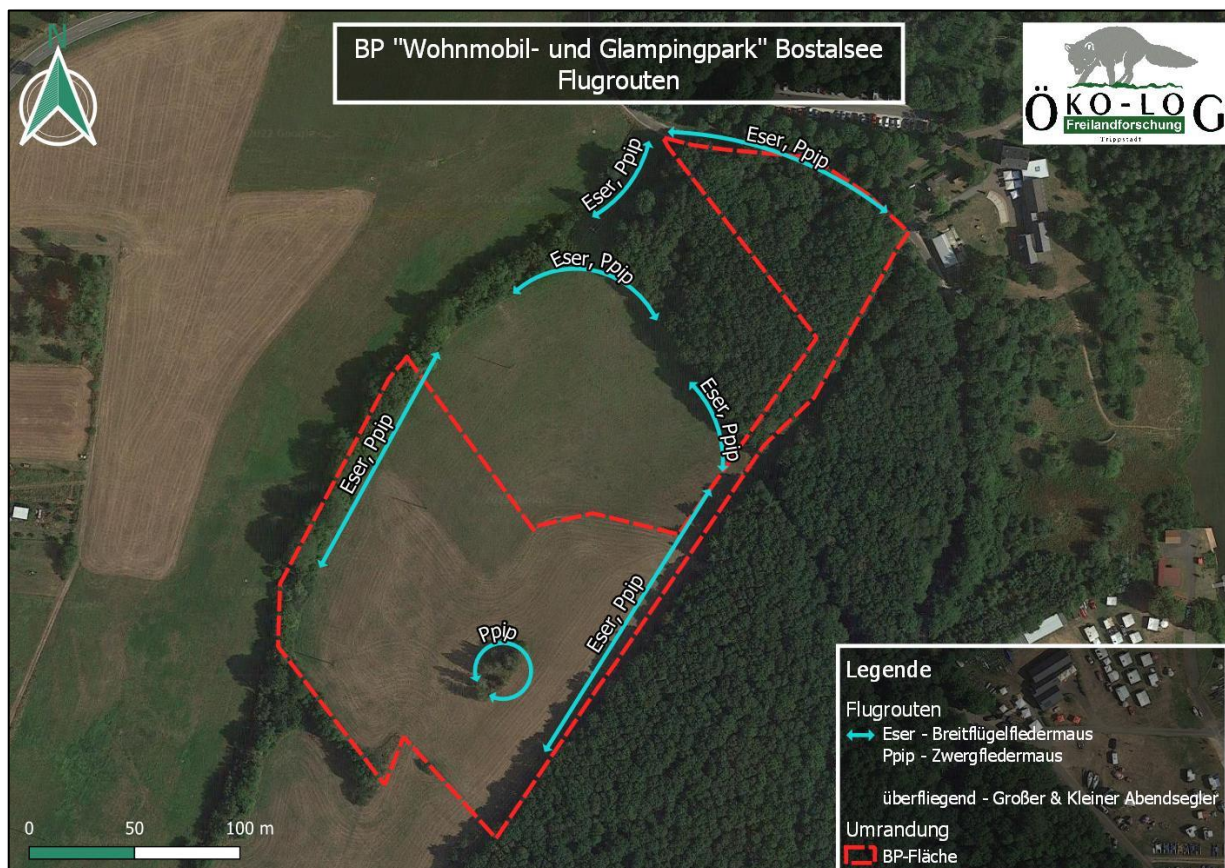 N
BP "Wohnmobil- und Glampingpark" Bostalsee
Flugrouten
ÖKO-LOG
Freilandforschung
Trippstadt
Eser, Ppip
Eser, Ppip
Eser, Ppip
Eser, Ppip
Eser, Ppip
Eser, Ppip
Ppip
Legende
Flugrouten
Eser - Breitflügelfledermaus
Ppip - Zwergfledermaus
überfliegend - Großer & Kleiner Abendsegler
Umrandung
BP-Fläche
0 50 100 m